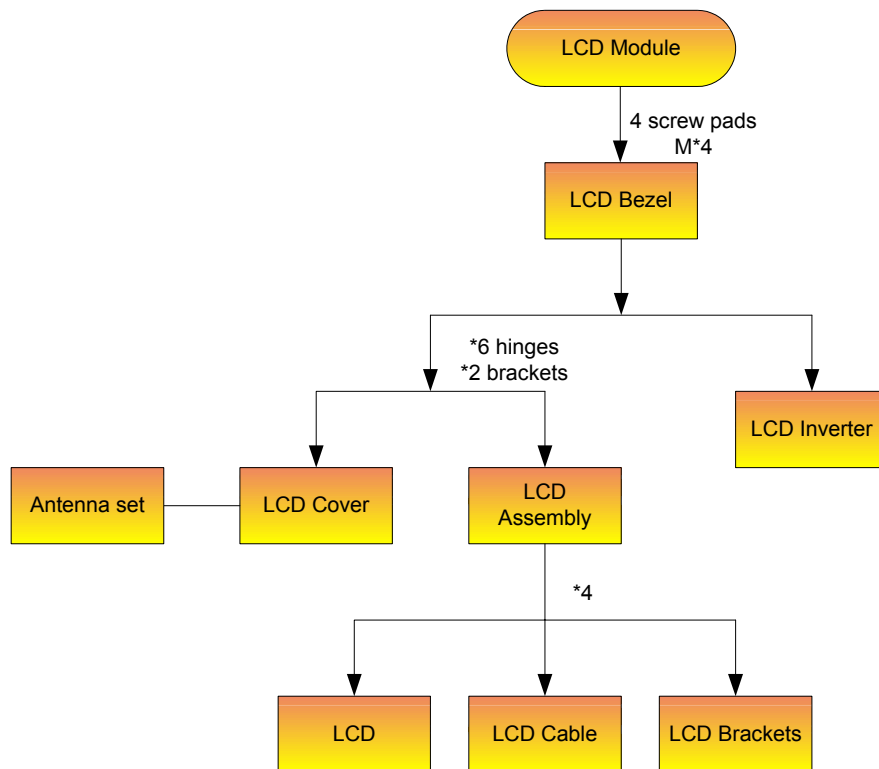 LCD Module
4 screw pads
M*4
LCD Bezel
*6 hinges
*2 brackets
LCD Inverter
Antenna set
LCD Cover
LCD
Assembly
*4
LCD
LCD Cable
LCD Brackets